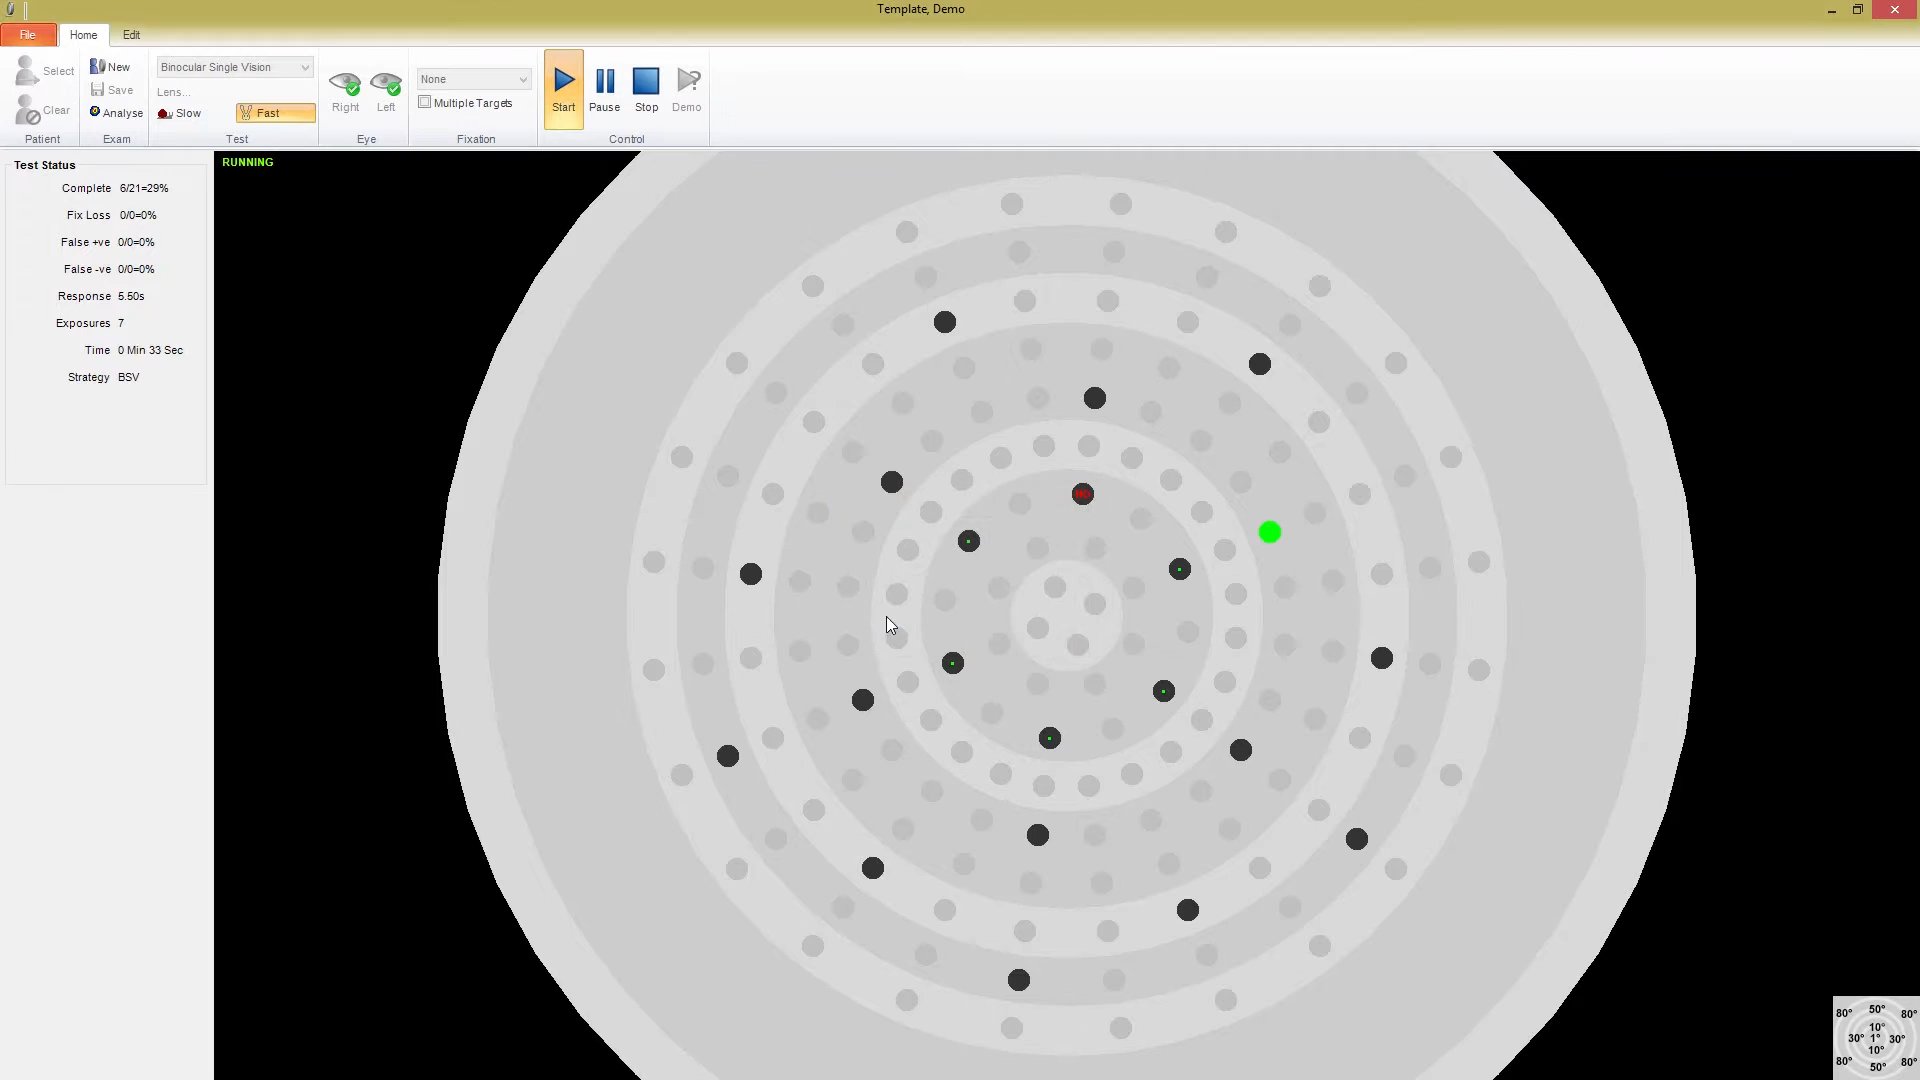 Template, Demo
File Home Edit
Select
Clear
Patient
New
Save
Analyse
Exam
Binocular Single Vision
Lens...
Slow Fast
Test
Right Left
Eye
None
Multiple Targets
Fixation
Start Pause Stop Demo
Control
Test Status
Complete 6/21=29%
Fix Loss 0/0=0%
False +ve 0/0=0%
False -ve 0/0=0%
Response 5.50s
Exposures 7
Time 0 Min 33 Sec
Strategy BSV
RUNNING
80° 50° 80°
10°
30° 1° 30°
10°
80° 50° 80°